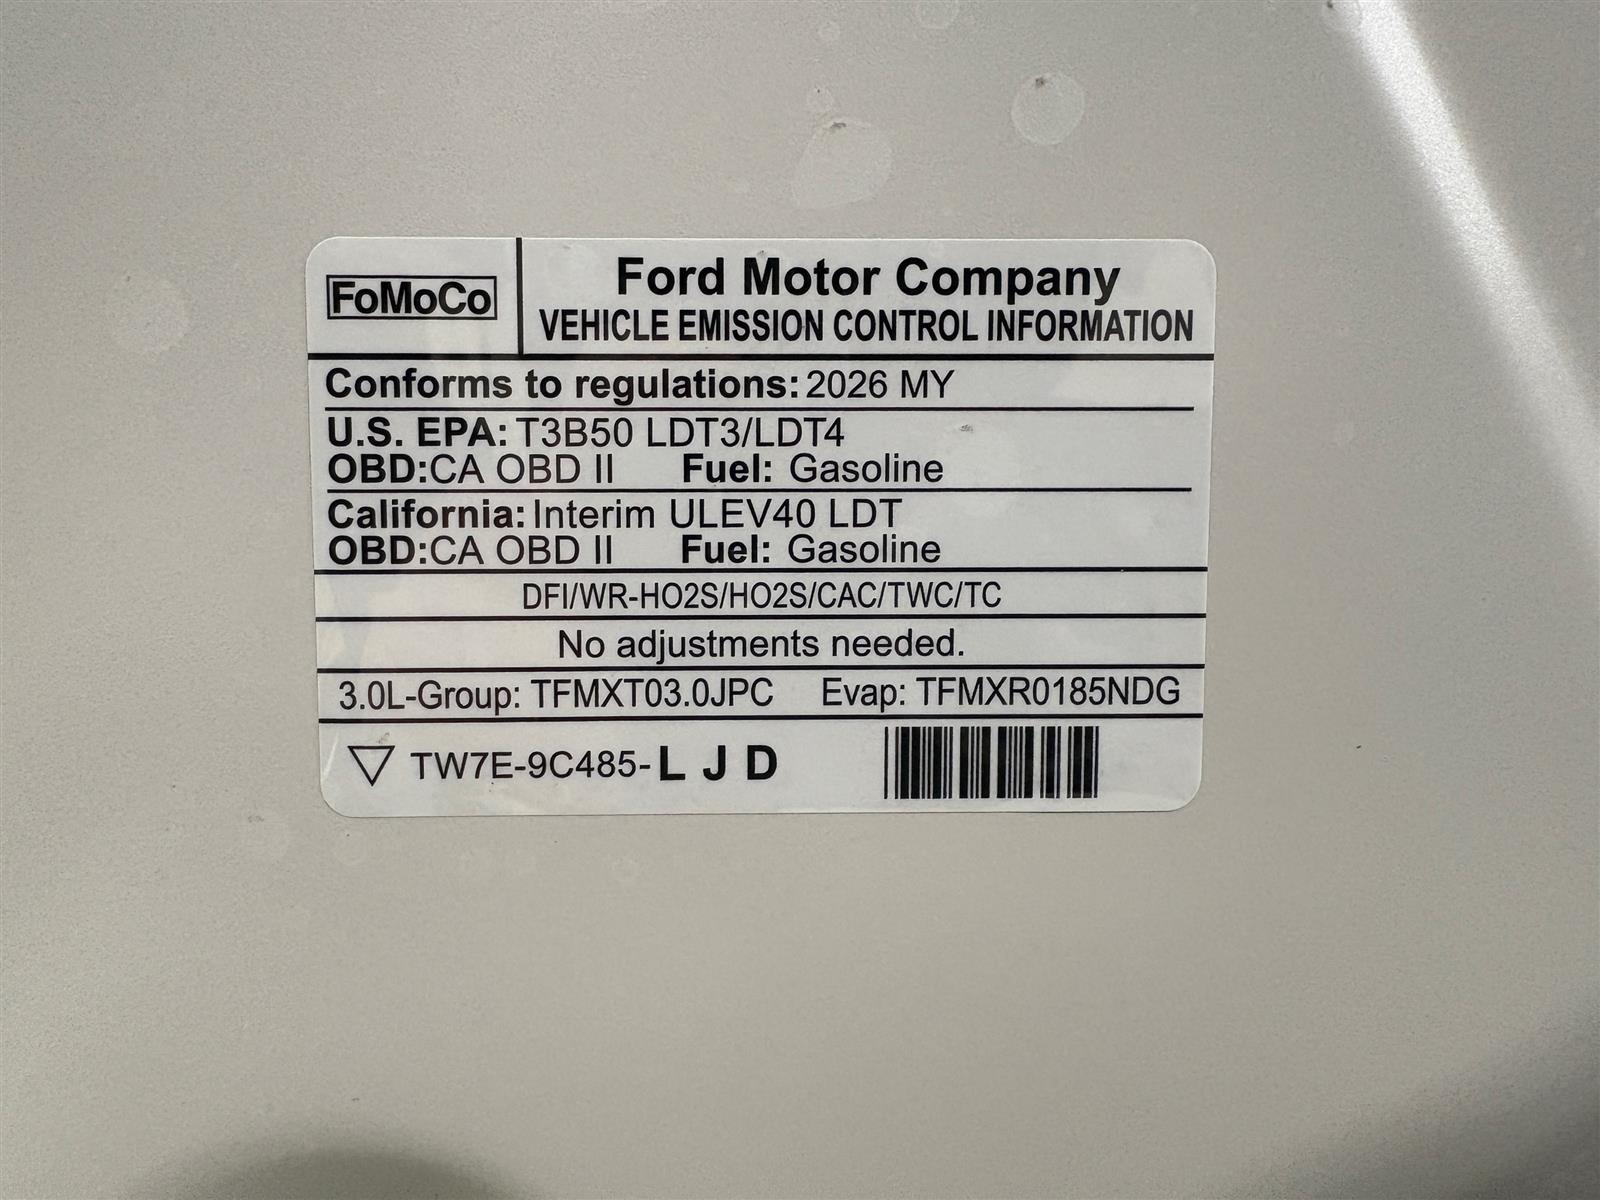 FoMoCo
Ford Motor Company
VEHICLE EMISSION CONTROL INFORMATION
Conforms to regulations: 2026 MY
U.S. EPA: T3B50 LDT3/LDT4
OBD:CA OBD II Fuel: Gasoline
California: Interim ULEV40 LDT
OBD:CA OBD II Fuel: Gasoline
DFI/WR-HO2S/HO2S/CAC/TWC/TC
No adjustments needed.
3.0L-Group: TFMXT03.0JPC Evap: TFMXR0185NDG
TW7E-9C485-L J D